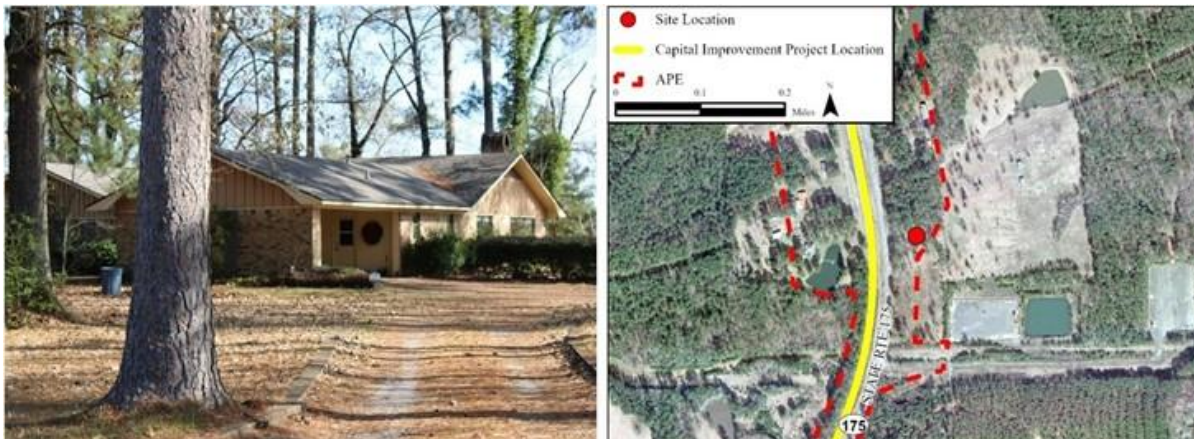 Site Location
Capital Improvement Project Location
APE
0 0.1 0.2
Miles
N
STATE RTE 175
175